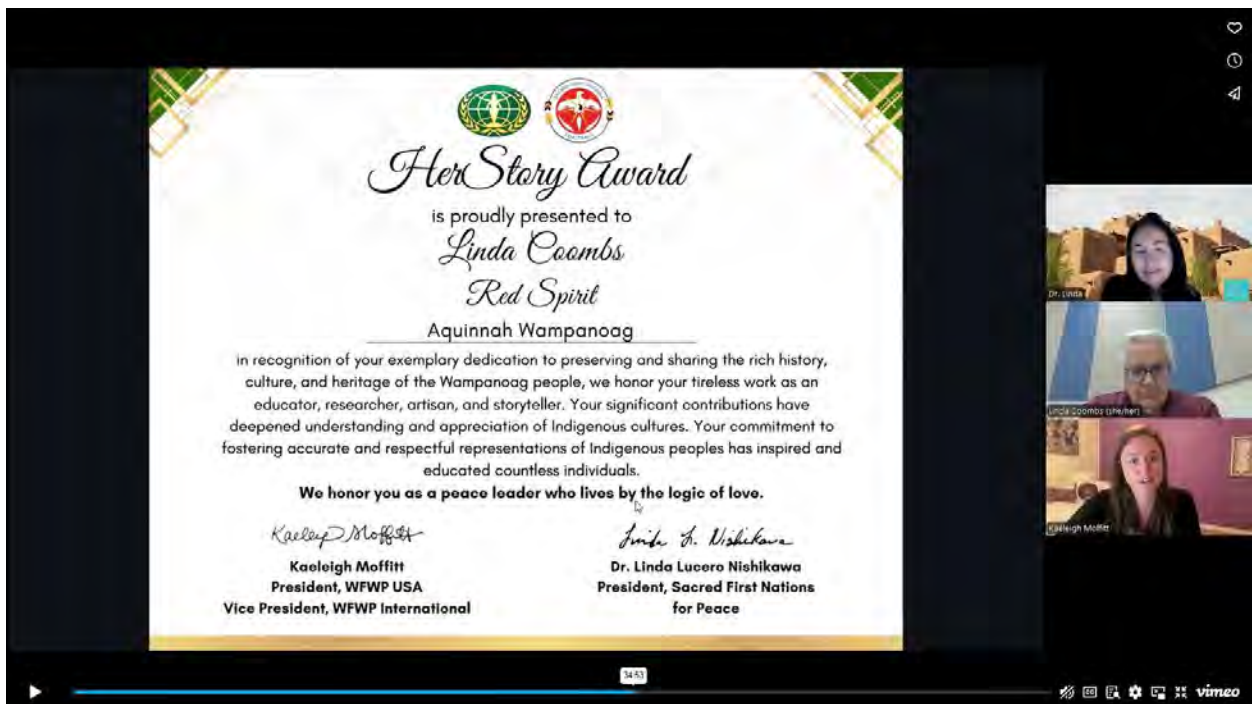 HerStory Award
is proudly presented to
Linda Coombs
Red Spirit
Aquinnah Wampanoag
in recognition of your exemplary dedication to preserving and sharing the rich history,
culture, and heritage of the Wampanoag people, we honor your tireless work as an
educator, researcher, artisan, and storyteller. Your significant contributions have
deepened understanding and appreciation of Indigenous cultures. Your commitment to
fostering accurate and respectful representations of Indigenous peoples has inspired and
educated countless individuals.
We honor you as a peace leader who lives by the logic of love.
Kaeleigh Moffitt
President, WFWP USA
Vice President, WFWP International
Linda L. Nishikawa
Dr. Linda Lucero Nishikawa
President, Sacred First Nations
for Peace
Dr. Linda
Linda Coombs (she/her)
Kaeleigh Moffitt
34:53
CC
vimeo